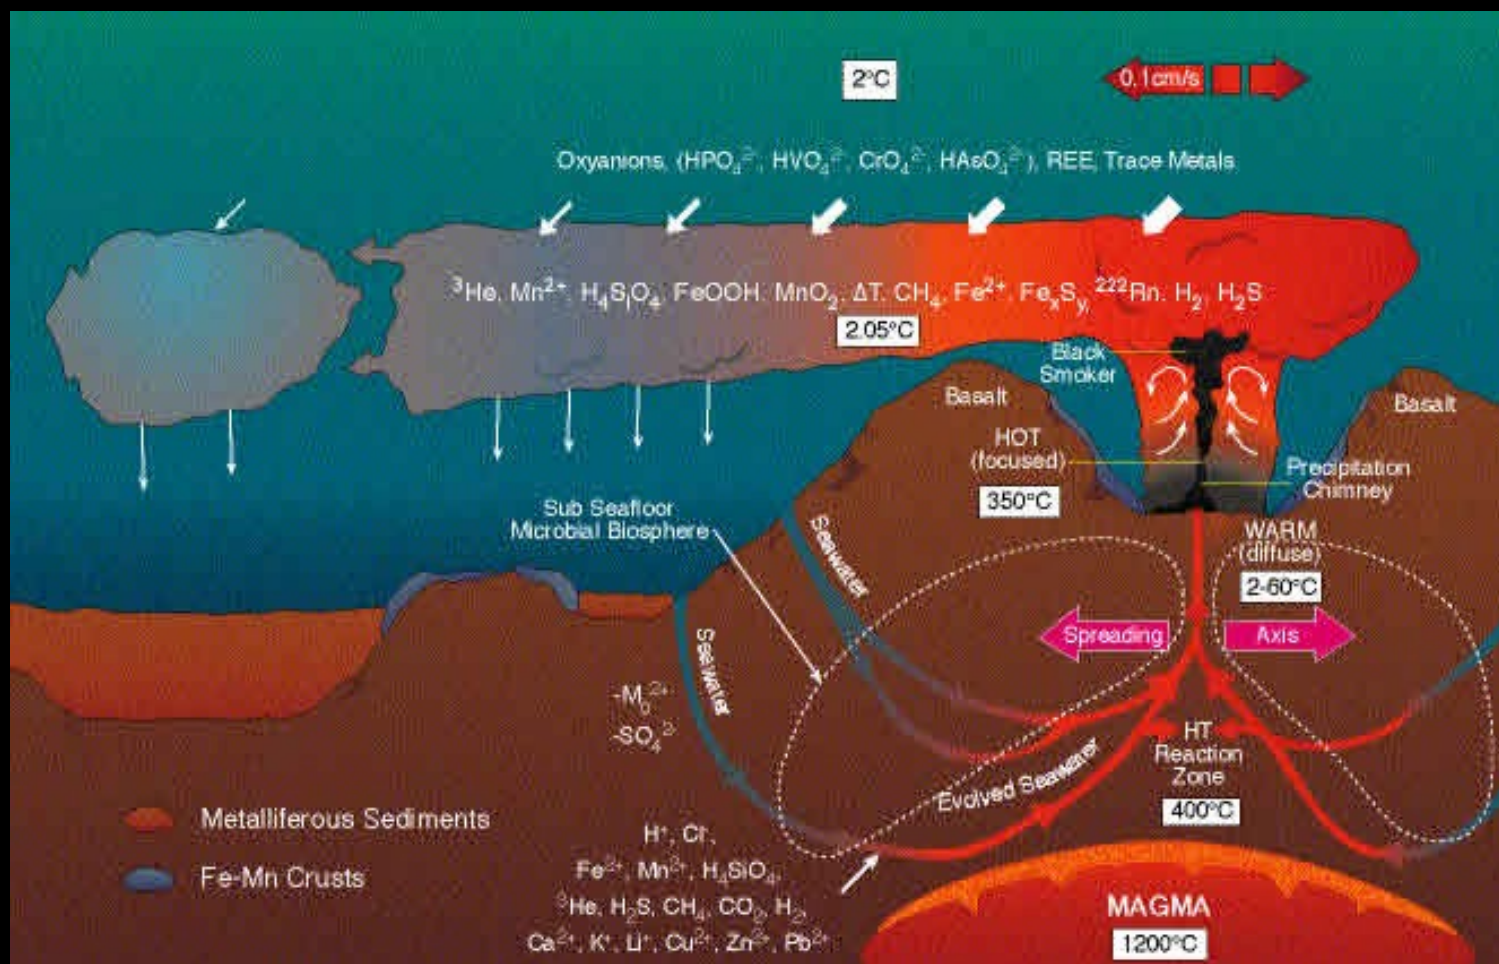 2°C
0.1cm/s
Oxyanions, (HPO₄²⁻, HVO₄²⁻, CrO₄²⁻, HAsO₄²⁻), REE, Trace Metals
³He, Mn²⁺, H₄SiO₄, FeOOH, MnO₂, ΔT, CH₄, Fe²⁺, FeₓSᵧ, ²²²Rn, H₂, H₂S
2.05°C
Black
Smoker
Basalt
Basalt
HOT
(focused)
350°C
Precipitation
Chimney
Sub Seafloor
Microbial Biosphere
Seawater
WARM
(diffuse)
2-60°C
Spreading
Axis
Seawater
-SO₄²⁻
HT
Reaction
Zone
400°C
Evolved Seawater
Metalliferous Sediments
Fe-Mn Crusts
H⁺, Cl⁻,
Fe²⁺, Mn²⁺, H₄SiO₄,
³He, H₂S, CH₄, CO₂, H₂,
Ca²⁺, K⁺, Li⁺, Cu²⁺, Zn²⁺, Pb²⁺
MAGMA
1200°C